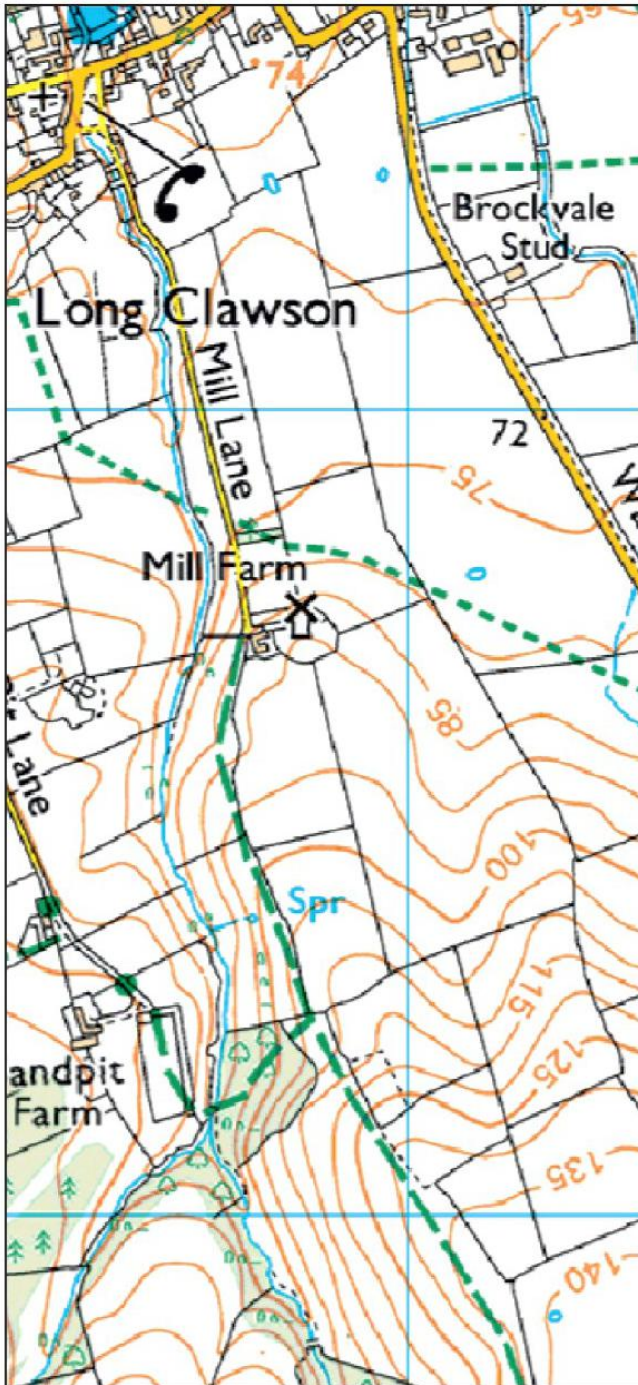 65
74
Brockvale
Stud
Long Clawson
Mill Lane
72
75
Mill Farm
85
Lane
100
Spr
115
andpit
Farm
125
135
140